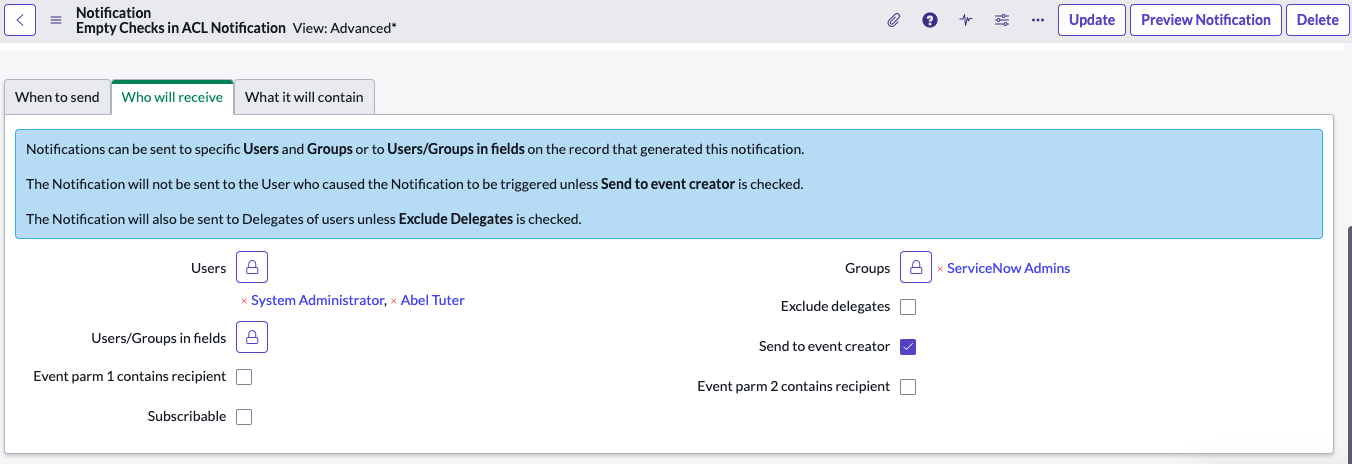 Notification
Empty Checks in ACL Notification View: Advanced*
Update
Preview Notification
Delete
When to send
Who will receive
What it will contain
Notifications can be sent to specific Users and Groups or to Users/Groups in fields on the record that generated this notification.
The Notification will not be sent to the User who caused the Notification to be triggered unless Send to event creator is checked.
The Notification will also be sent to Delegates of users unless Exclude Delegates is checked.
Users
× System Administrator, × Abel Tuter
Users/Groups in fields
Event parm 1 contains recipient
Subscribable
Groups × ServiceNow Admins
Exclude delegates
Send to event creator
Event parm 2 contains recipient